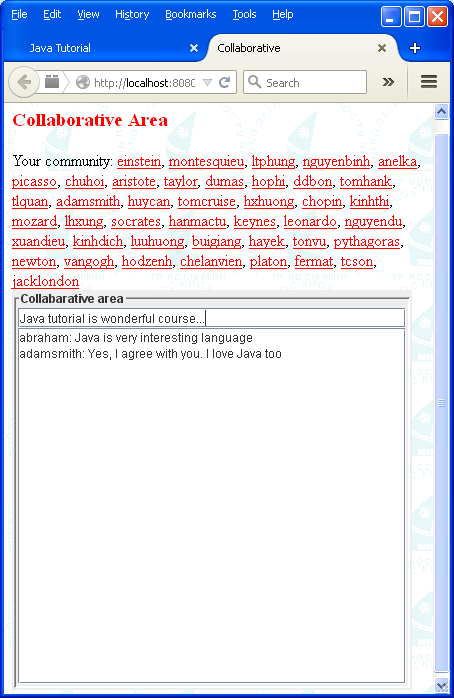 File Edit View History Bookmarks Tools Help
Java Tutorial Collaborative
http://localhost:8080 Search
Collaborative Area
Your community: einstein, montesquieu, ltphung, nguyenbinh, anelka,
picasso, chuhoi, aristote, taylor, dumas, hophi, ddbon, tomhank,
tlquan, adamsmith, huycan, tomcruise, hxhuong, chopin, kinhthi,
mozard, lhxung, socrates, hanmactu, keynes, leonardo, nguyendu,
xuandieu, kinhdich, luuhuong, buigiang, hayek, tonvu, pythagoras,
newton, vangogh, hodzenh, chelanvien, platon, fermat, tcson,
jacklondon
Collabarative area
Java tutorial is wonderful course...
abraham: Java is very interesting language
adamsmith: Yes, I agree with you. I love Java too